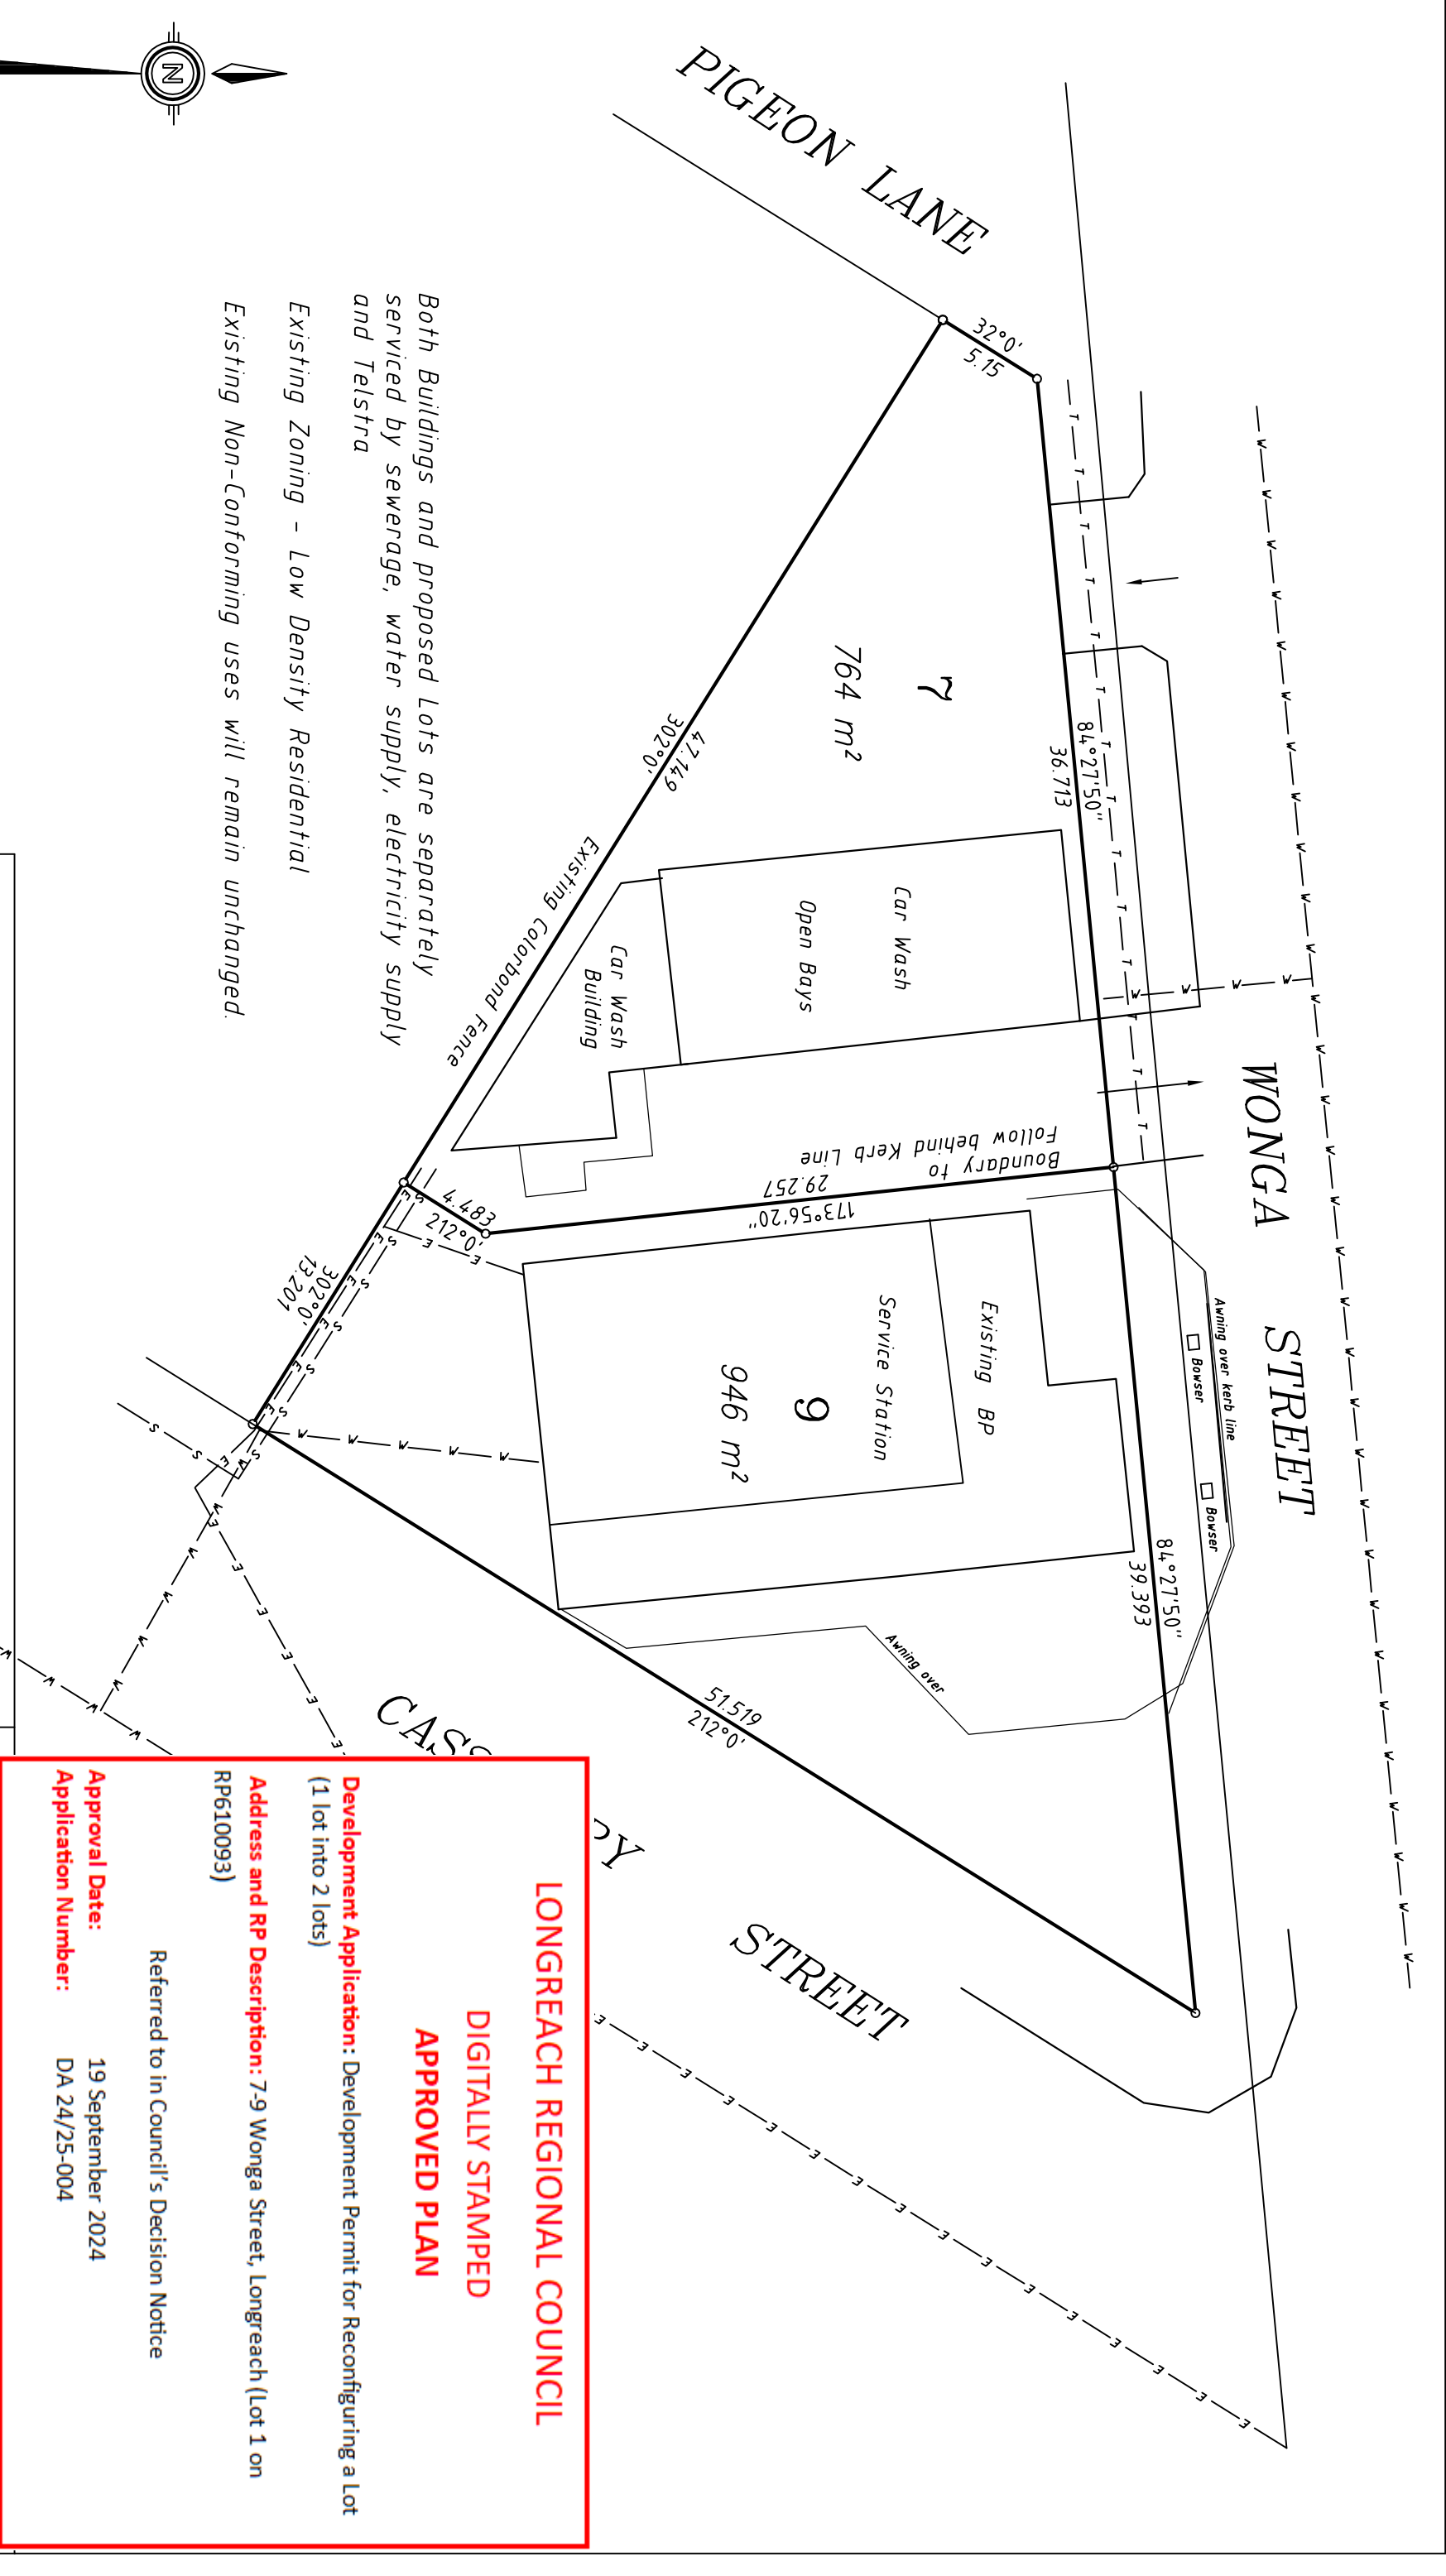 N
PIGEON LANE
WONGA STREET
32°0'
5.15
84°27'50"
36.713
7
764 m²
Car Wash
Open Bays
Car Wash
Building
47.149
302°0'
Existing Colorbond Fence
Boundary to
Follow behind Kerb Line
29.257
173°56'20"
4.483
212°0'
302°0'
13.201
Existing BP
Service Station
9
946 m²
Awning over kerb line
Bowser
Bowser
84°27'50"
39.393
Awning over
51.519
212°0'
STREET
Both Buildings and proposed Lots are separately
serviced by sewerage, water supply, electricity supply
and Telstra
Existing Zoning - Low Density Residential
Existing Non-Conforming uses will remain unchanged.
LONGREACH REGIONAL COUNCIL
DIGITALLY STAMPED
APPROVED PLAN
Development Application: Development Permit for Reconfiguring a Lot
(1 lot into 2 lots)
Address and RP Description: 7-9 Wonga Street, Longreach (Lot 1 on
RP610093)
Referred to in Council's Decision Notice
Approval Date: 19 September 2024
Application Number: DA 24/25-004